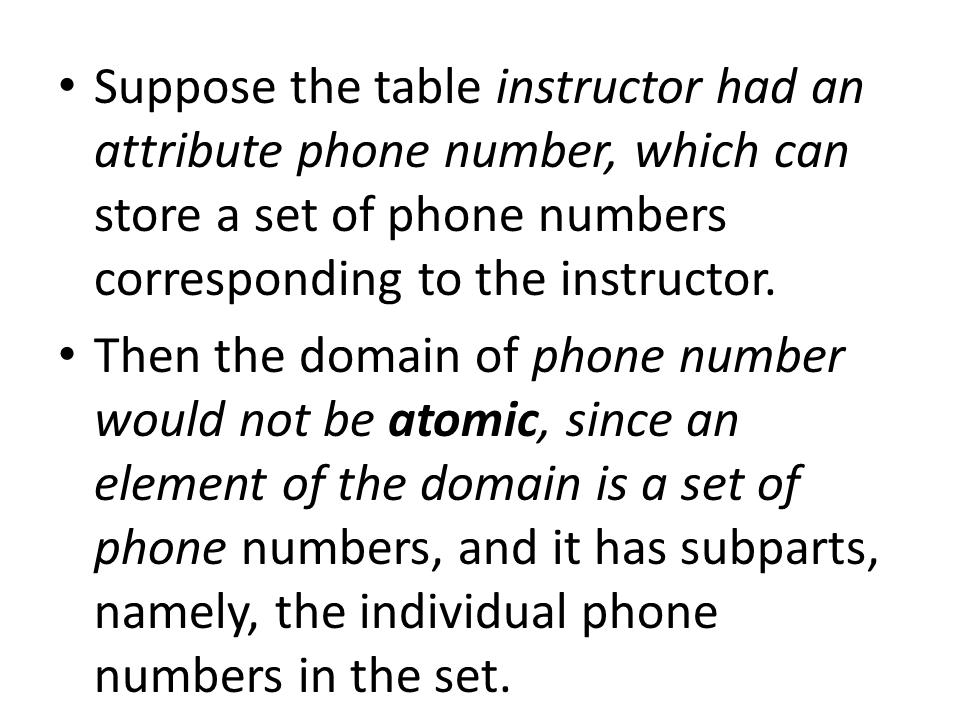 • Suppose the table instructor had an
attribute phone number, which can
store a set of phone numbers
corresponding to the instructor.
• Then the domain of phone number
would not be atomic, since an
element of the domain is a set of
phone numbers, and it has subparts,
namely, the individual phone
numbers in the set.